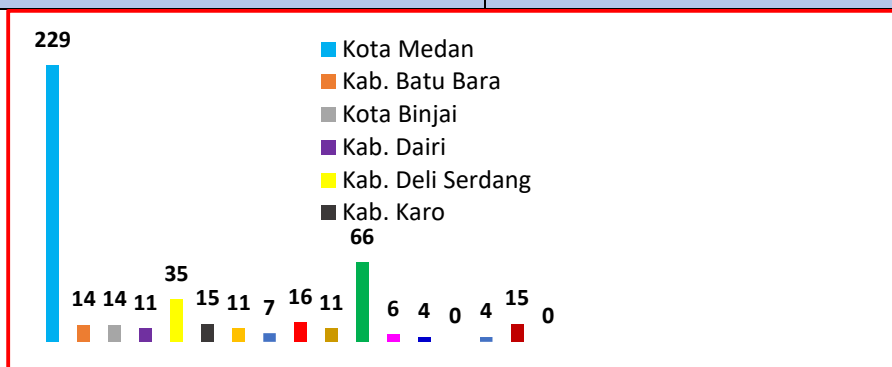 229
Kota Medan
Kab. Batu Bara
Kota Binjai
Kab. Dairi
Kab. Deli Serdang
Kab. Karo
66
35
14 14 11 15 11 7 16 11 6 4 0 4 15 0